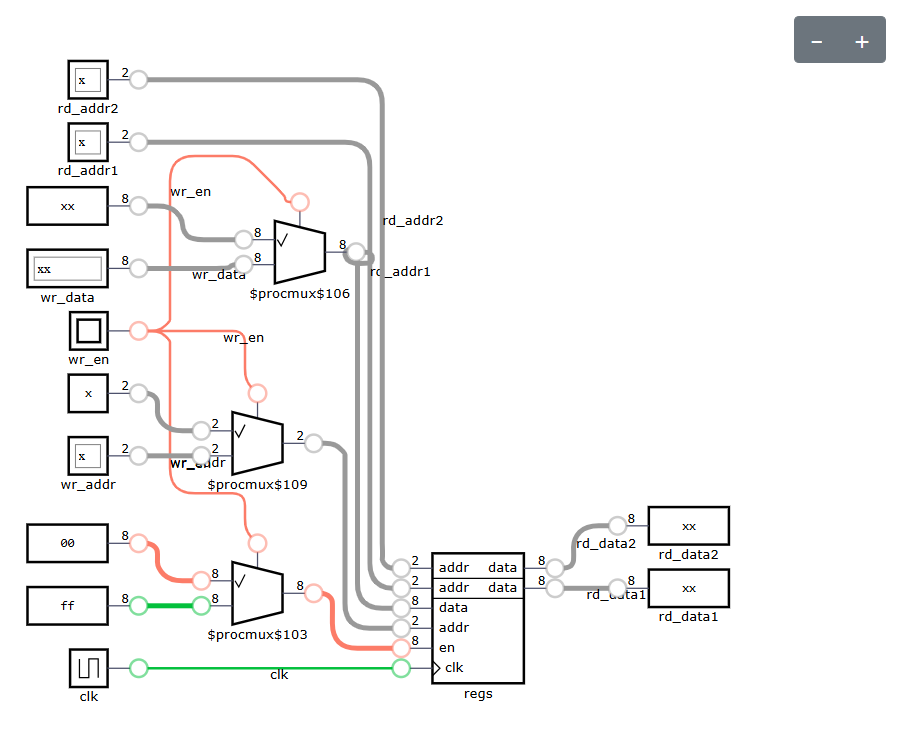 − +
x 2
rd_addr2
x 2
rd_addr1
wr_en
xx 8
8
rd_addr2
8
8
xx 8
wr_data
rd_addr1
wr_data
$procmux$106
wr_en
wr_en
x 2
2
2
x 2
2
wr_addr
wr_addr
$procmux$109
00 8
8
8
ff 8
8
$procmux$103
clk
clk
2 addr data 8
2 addr data 8
8 data
2 addr
8 en
clk
regs
8 xx
rd_data2
rd_data2
8 xx
rd_data1
rd_data1